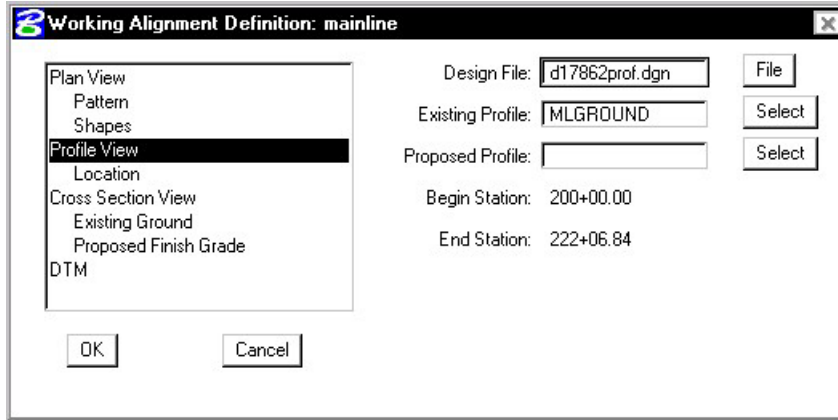 Working Alignment Definition: mainline
Plan View
Pattern
Shapes
Profile View
Location
Cross Section View
Existing Ground
Proposed Finish Grade
DTM
Design File: d17862prof.dgn File
Existing Profile: MLGROUND Select
Proposed Profile: Select
Begin Station: 200+00.00
End Station: 222+06.84
OK Cancel